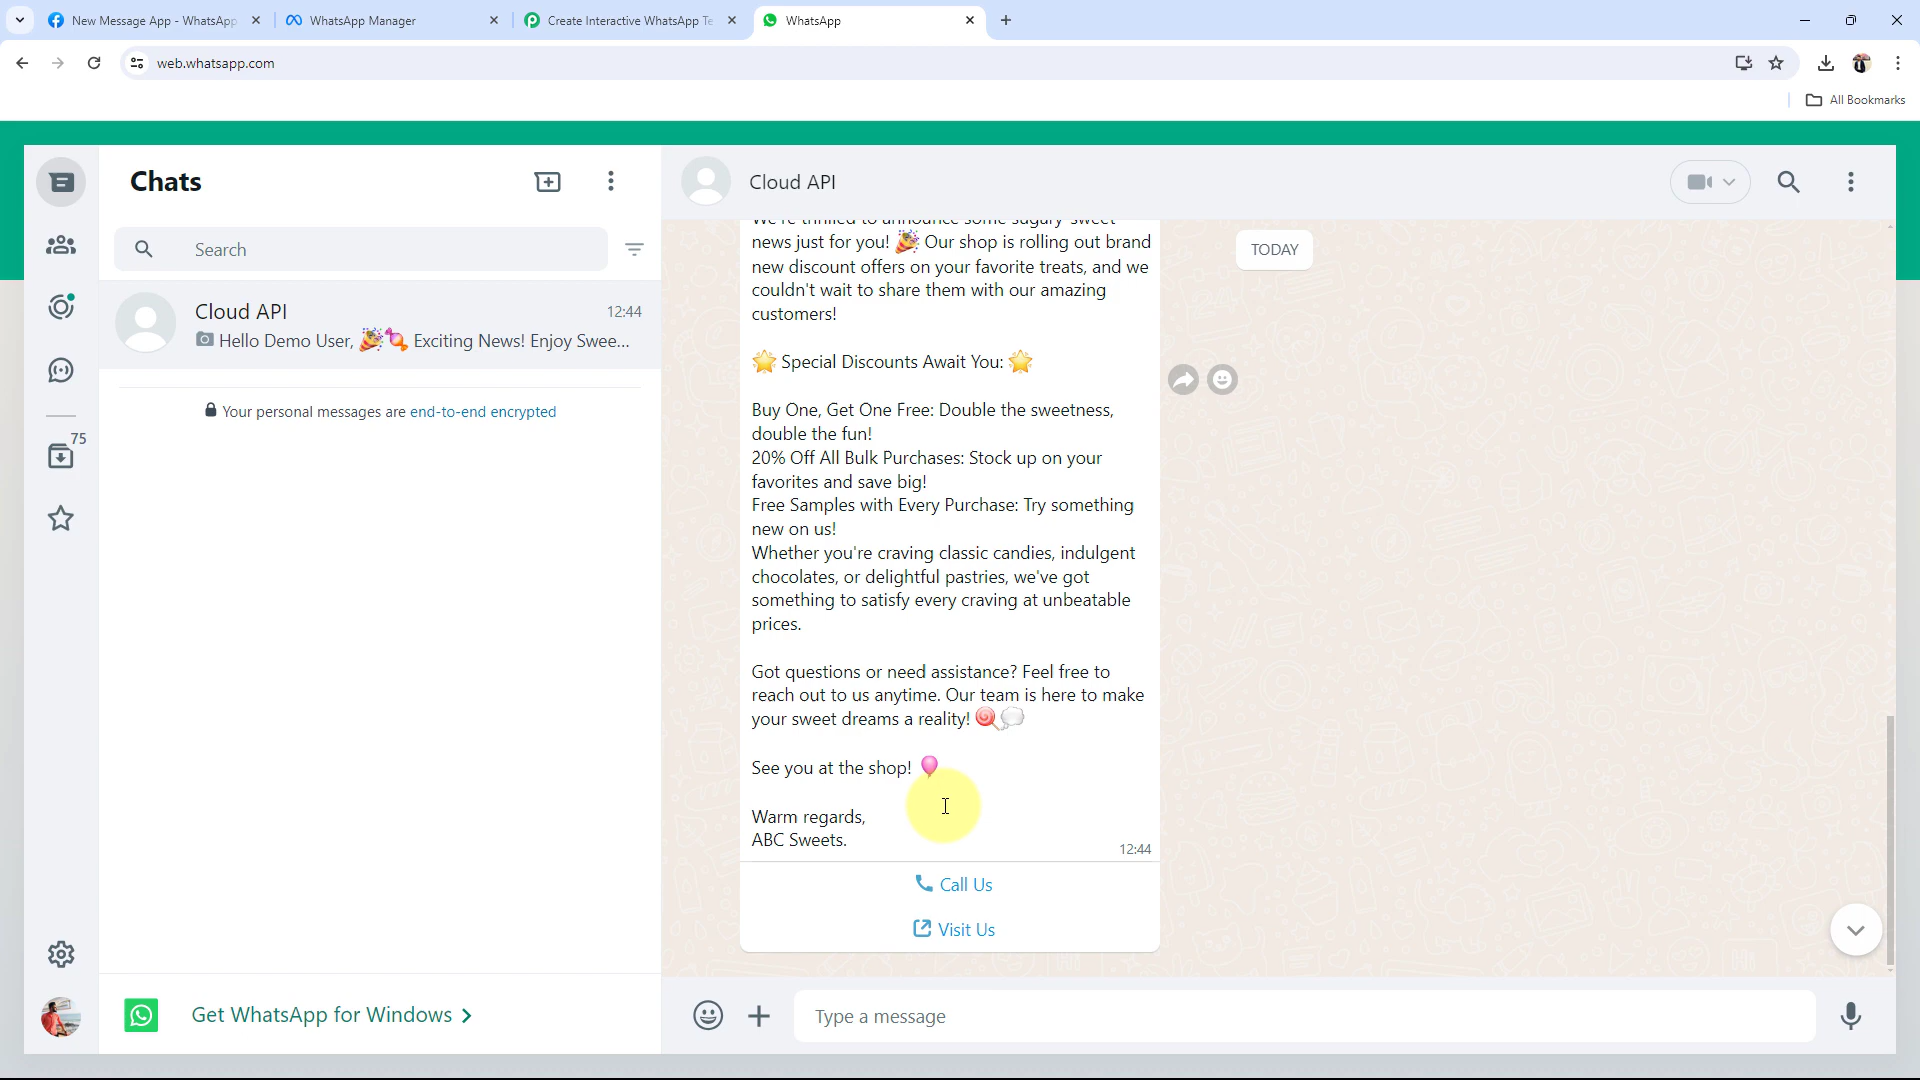 New Message App - WhatsApp
WhatsApp Manager
Create Interactive WhatsApp Te
WhatsApp
web.whatsapp.com
All Bookmarks
Chats
Search
Cloud API
12:44
Hello Demo User, 🎉🍬 Exciting News! Enjoy Swee...
Your personal messages are end-to-end encrypted
75
Get WhatsApp for Windows
Cloud API
TODAY
We're thrilled to announce some sugary-sweet
news just for you! 🎉 Our shop is rolling out brand
new discount offers on your favorite treats, and we
couldn't wait to share them with our amazing
customers!
🌟 Special Discounts Await You: 🌟
Buy One, Get One Free: Double the sweetness,
double the fun!
20% Off All Bulk Purchases: Stock up on your
favorites and save big!
Free Samples with Every Purchase: Try something
new on us!
Whether you're craving classic candies, indulgent
chocolates, or delightful pastries, we've got
something to satisfy every craving at unbeatable
prices.
Got questions or need assistance? Feel free to
reach out to us anytime. Our team is here to make
your sweet dreams a reality! 🍭💭
See you at the shop! 🎈
Warm regards,
ABC Sweets.
12:44
Call Us
Visit Us
Type a message